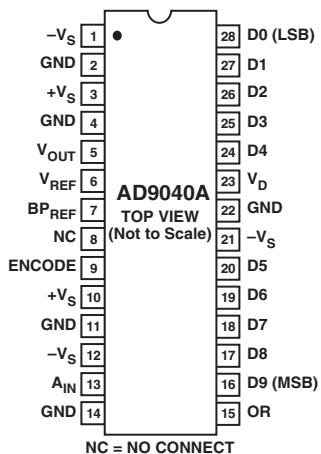 –VS 1 28 D0 (LSB)
GND 2 27 D1
+VS 3 26 D2
GND 4 25 D3
VOUT 5 24 D4
VREF 6 23 VD
BPREF 7 22 GND
NC 8 21 –VS
ENCODE 9 20 D5
+VS 10 19 D6
GND 11 18 D7
–VS 12 17 D8
AIN 13 16 D9 (MSB)
GND 14 15 OR
AD9040A
TOP VIEW
(Not to Scale)
NC = NO CONNECT